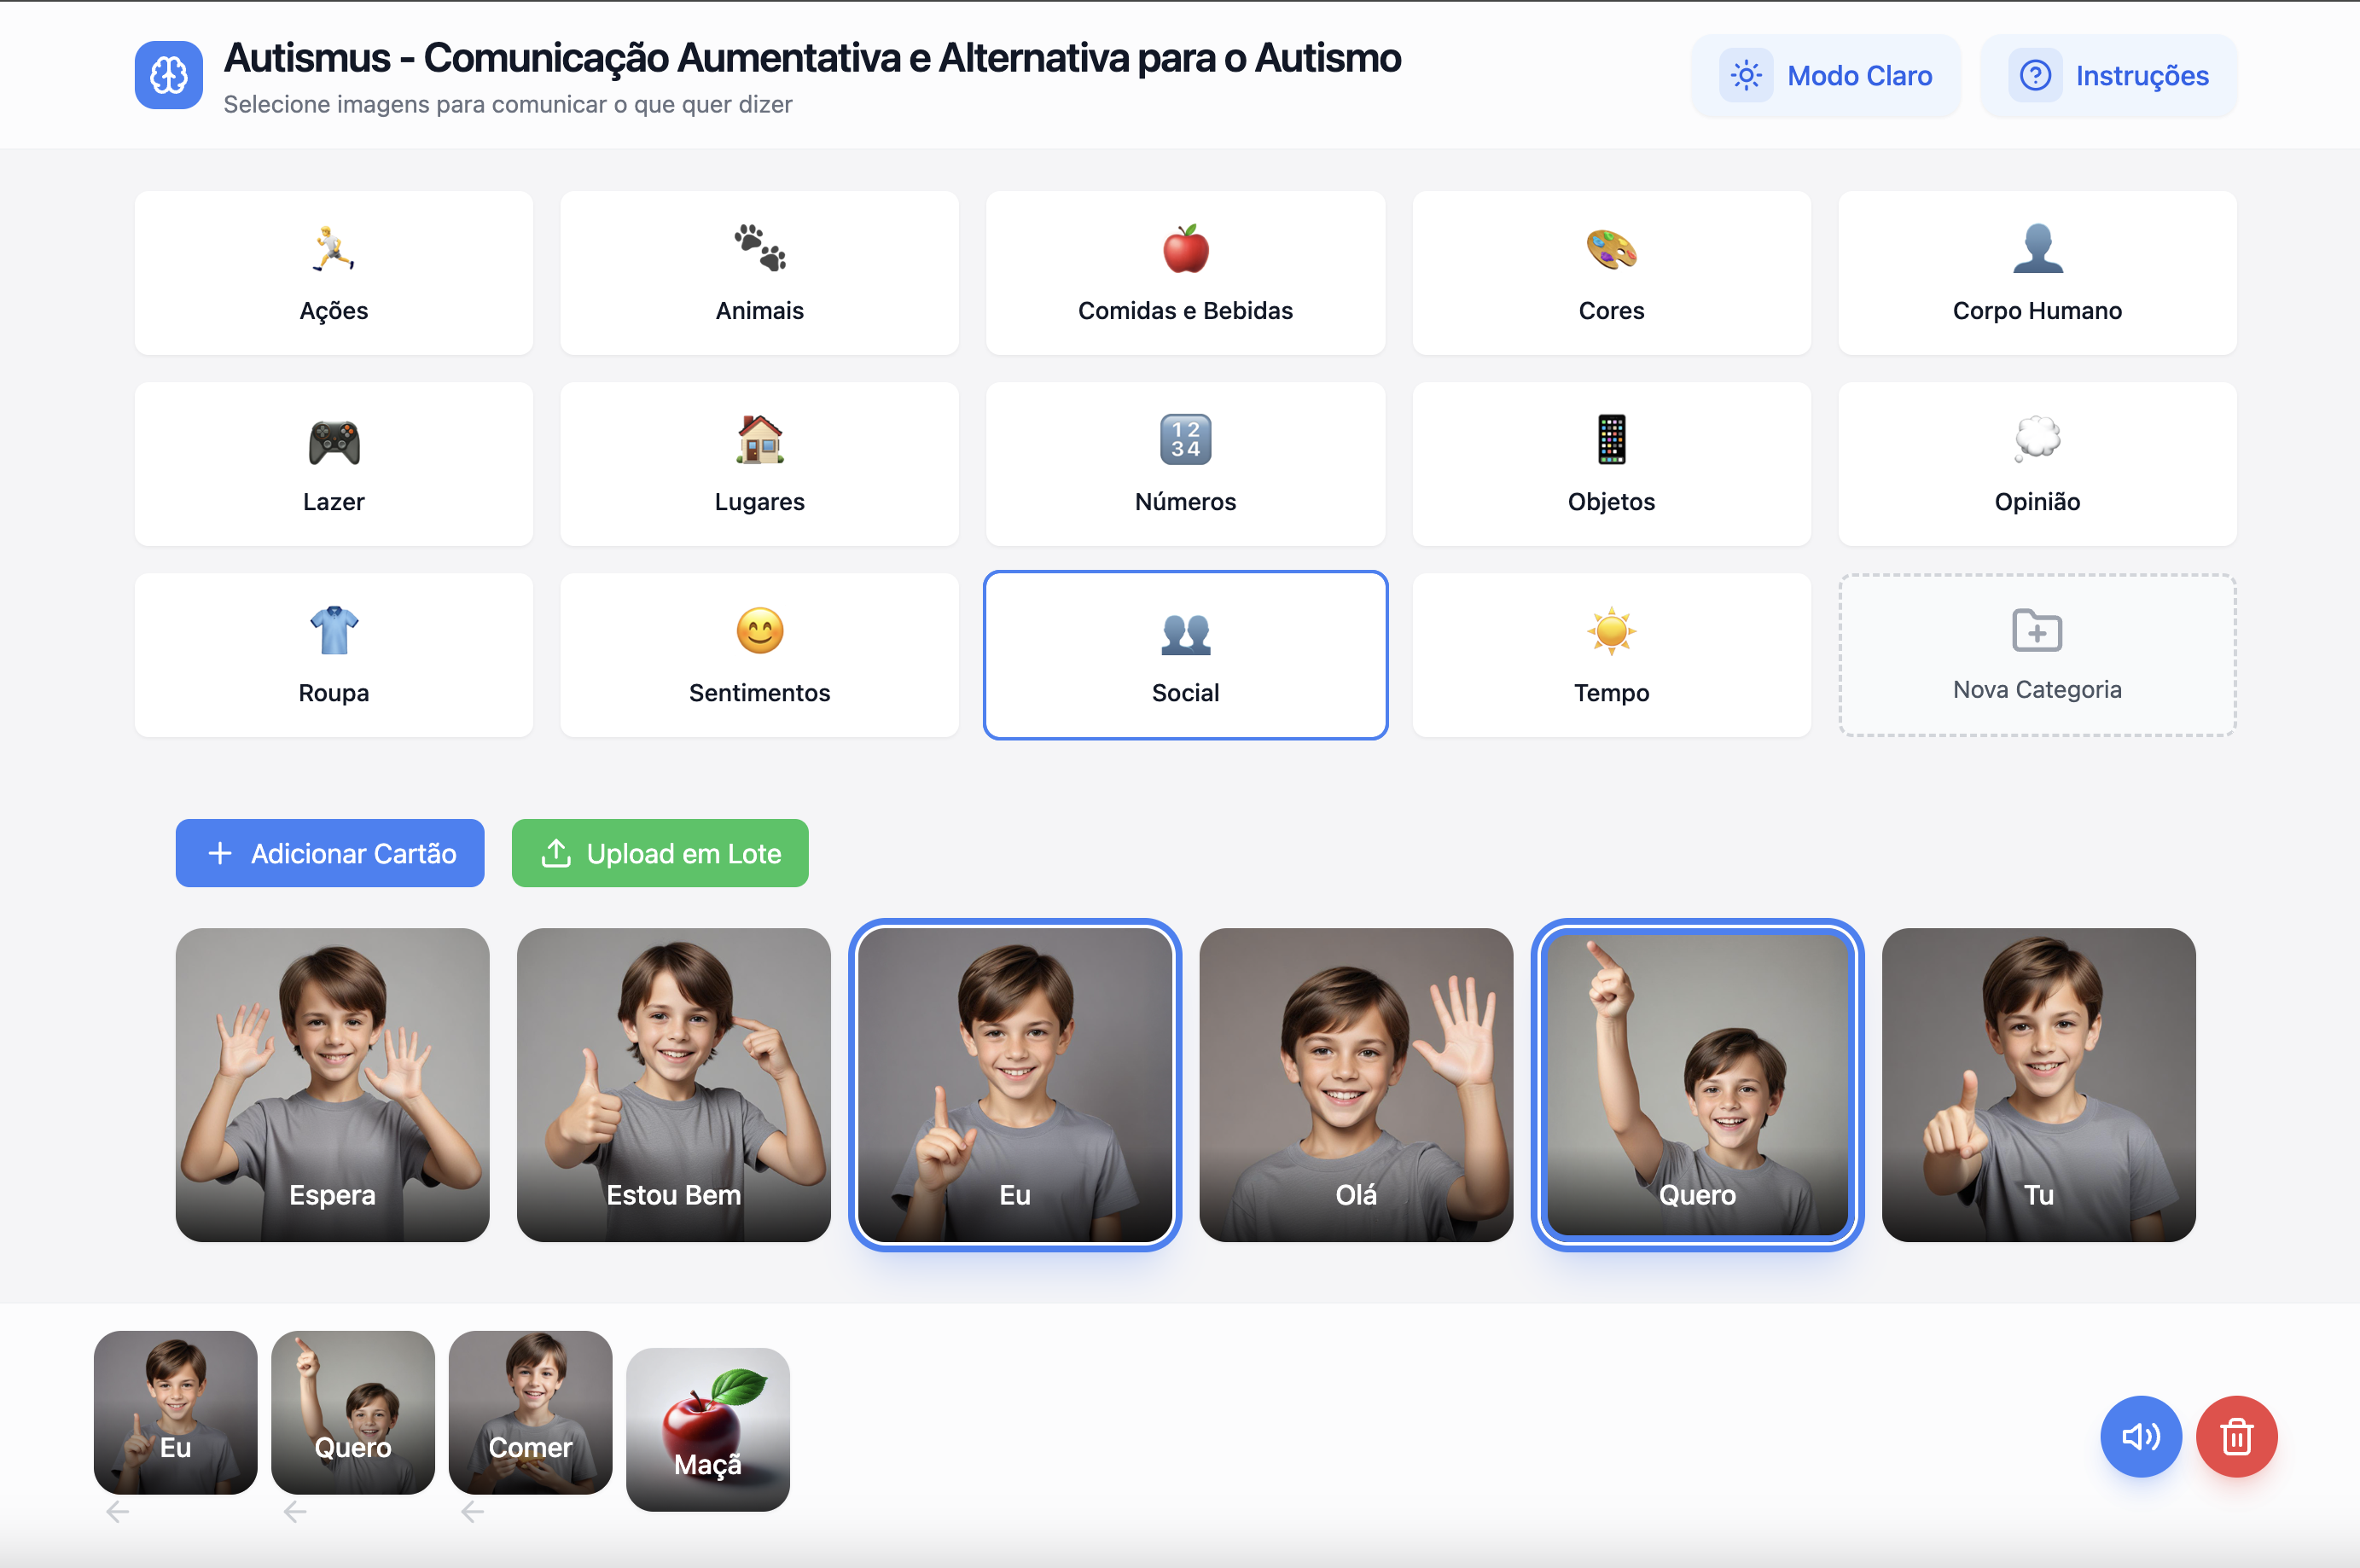 Autismus - Comunicação Aumentativa e Alternativa para o Autismo
Selecione imagens para comunicar o que quer dizer
Modo Claro
Instruções
Ações
Animais
Comidas e Bebidas
Cores
Corpo Humano
Lazer
Lugares
1 2
3 4
Números
Objetos
Opinião
Roupa
Sentimentos
Social
Tempo
Nova Categoria
Adicionar Cartão
Upload em Lote
Espera
Estou Bem
Eu
Olá
Quero
Tu
Eu
Quero
Comer
Maçã